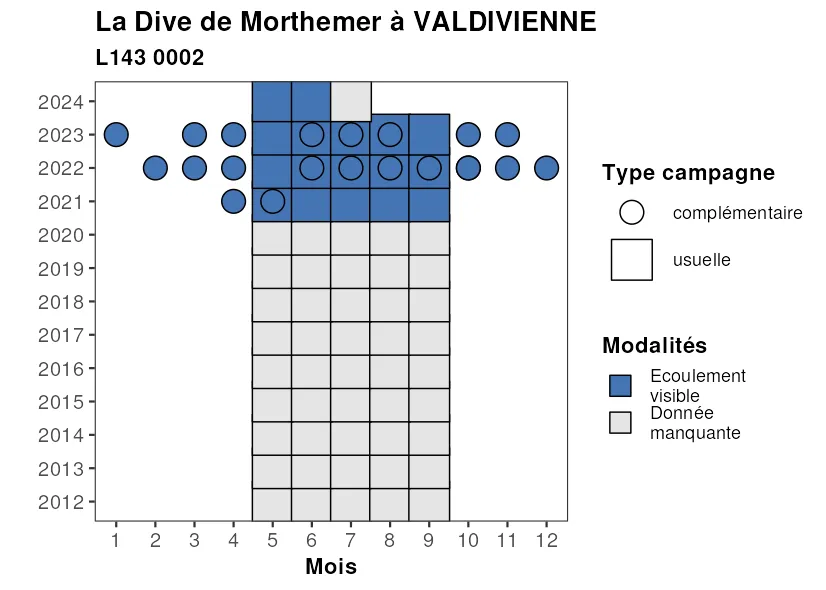 La Dive de Morthemer à VALDIVIENNE
L143 0002
2024
2023
2022
2021
2020
2019
2018
2017
2016
2015
2014
2013
2012
1 2 3 4 5 6 7 8 9 10 11 12
Mois
Type campagne
complémentaire
usuelle
Modalités
Ecoulement
visible
Donnée
manquante